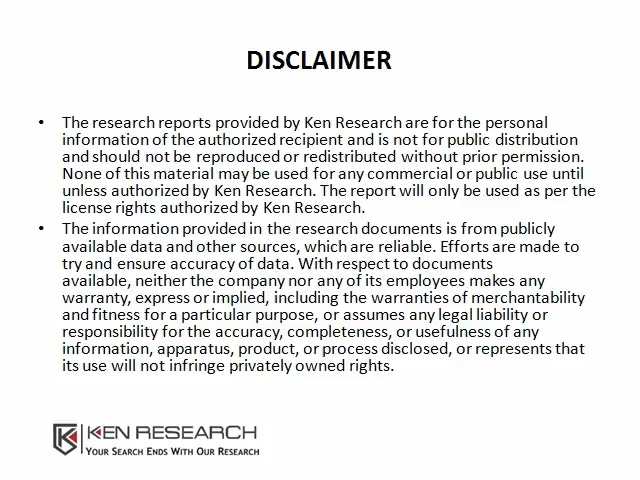 DISCLAIMER
• The research reports provided by Ken Research are for the personal
information of the authorized recipient and is not for public distribution
and should not be reproduced or redistributed without prior permission.
None of this material may be used for any commercial or public use until
unless authorized by Ken Research. The report will only be used as per the
license rights authorized by Ken Research.
• The information provided in the research documents is from publicly
available data and other sources, which are reliable. Efforts are made to
try and ensure accuracy of data. With respect to documents
available, neither the company nor any of its employees makes any
warranty, express or implied, including the warranties of merchantability
and fitness for a particular purpose, or assumes any legal liability or
responsibility for the accuracy, completeness, or usefulness of any
information, apparatus, product, or process disclosed, or represents that
its use will not infringe privately owned rights.
KEN RESEARCH
YOUR SEARCH ENDS WITH OUR RESEARCH